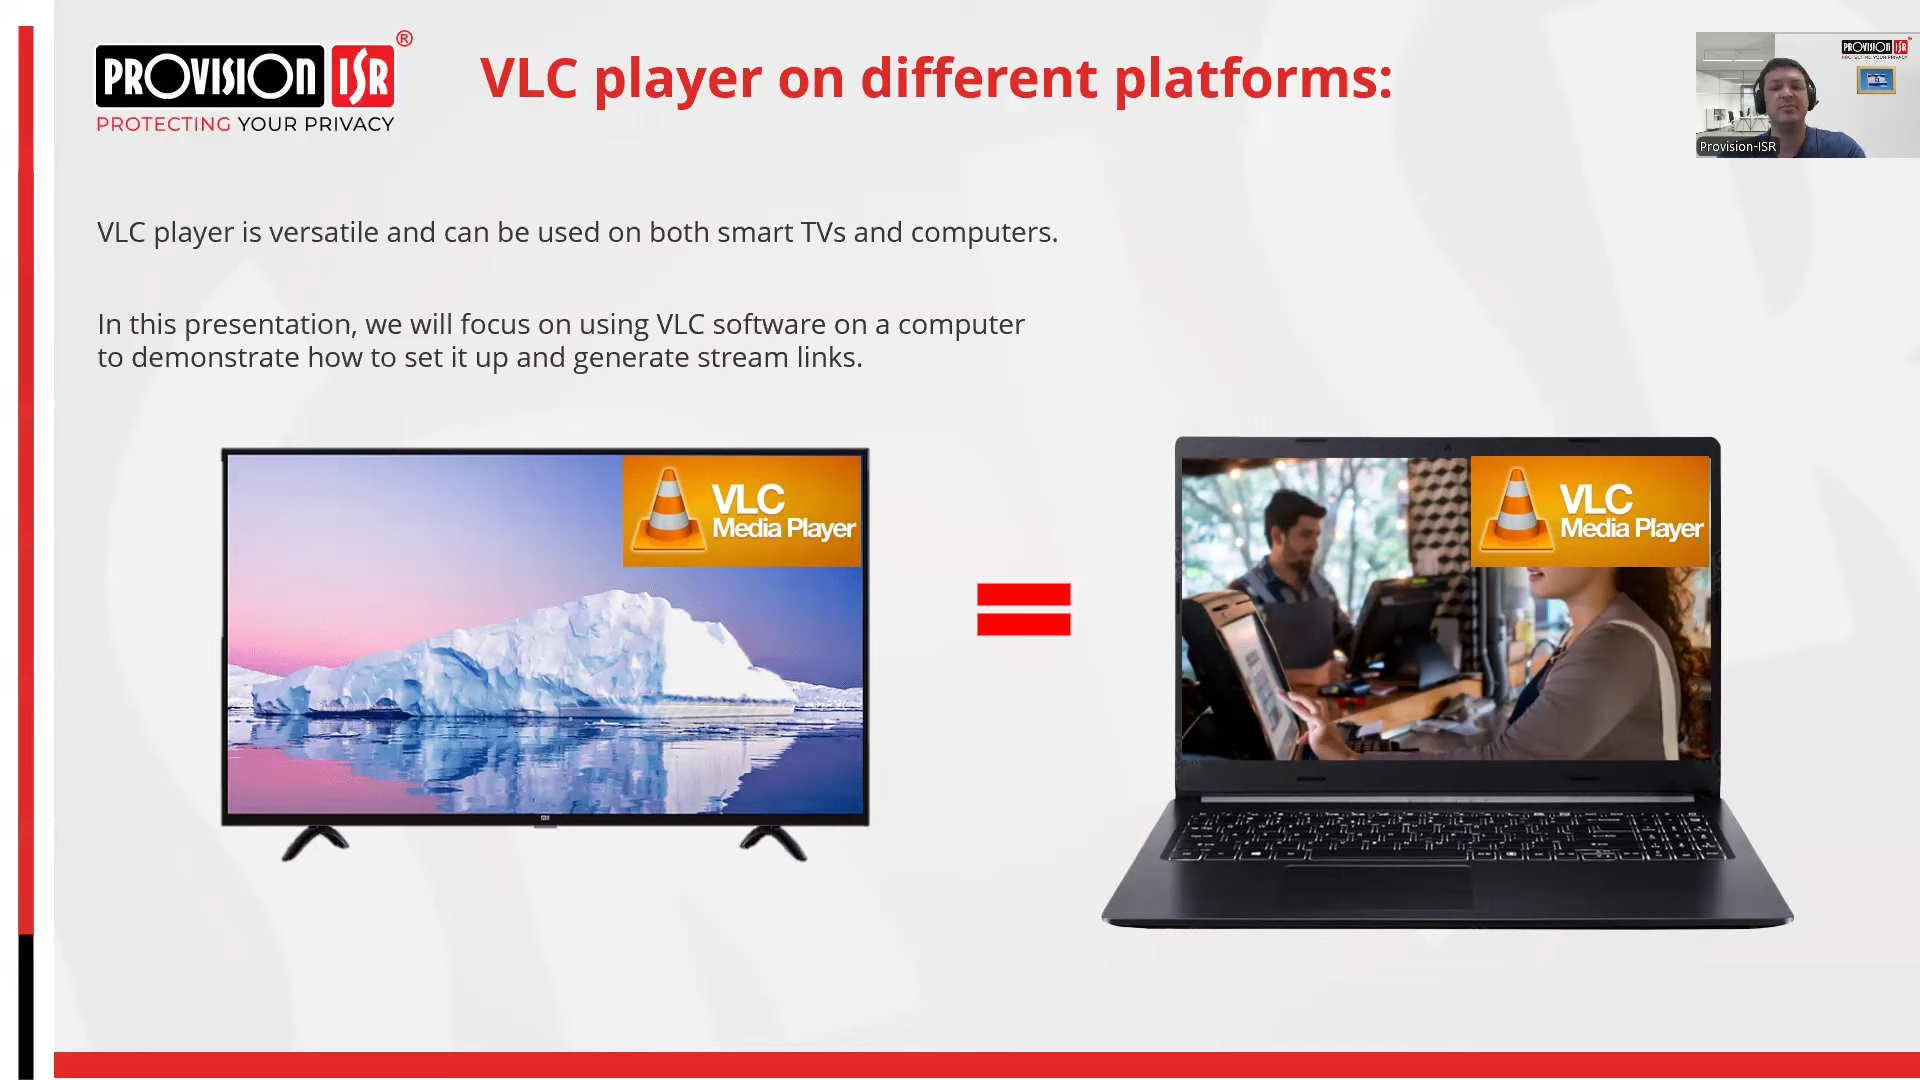 PROVISION ISR®
PROTECTING YOUR PRIVACY
VLC player on different platforms:
PROVISION ISR
Provision-ISR
VLC player is versatile and can be used on both smart TVs and computers.
In this presentation, we will focus on using VLC software on a computer
to demonstrate how to set it up and generate stream links.
VLC
Media Player
VLC
Media Player